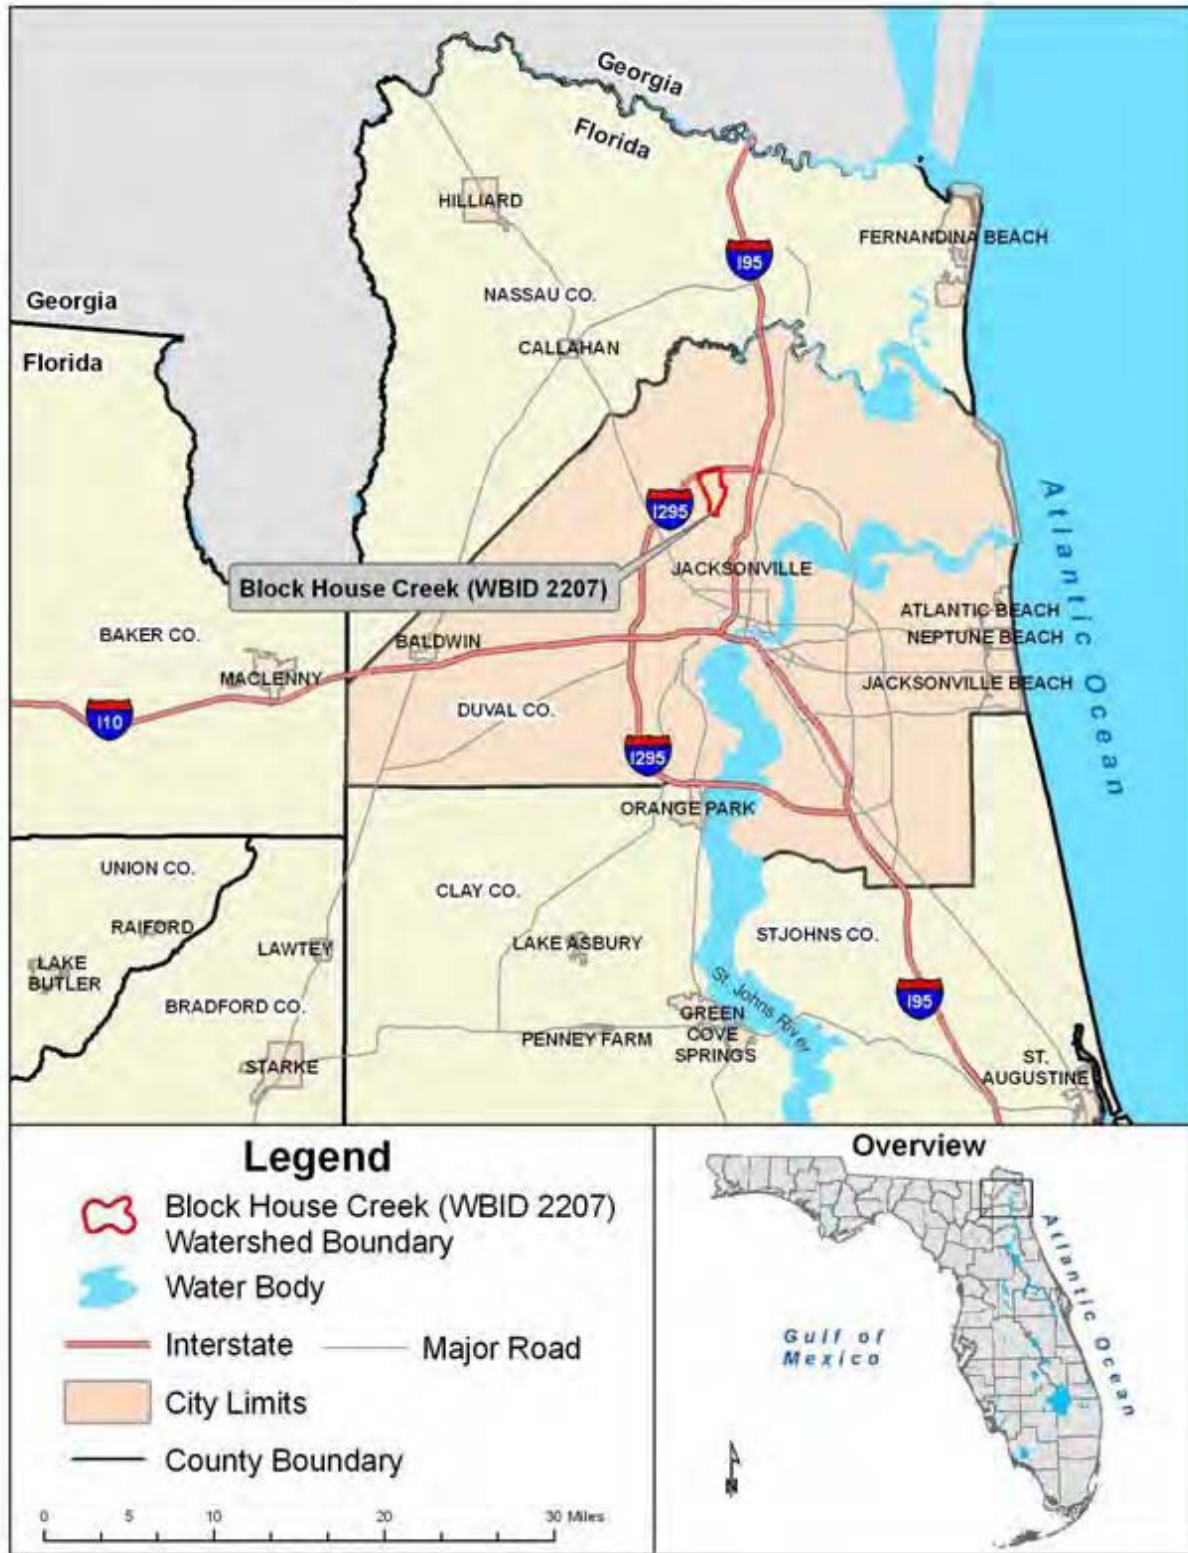 Georgia
Florida
HILLIARD
FERNANDINA BEACH
I95
NASSAU CO.
Georgia
CALLAHAN
Florida
Atlantic Ocean
I295
JACKSONVILLE
Block House Creek (WBID 2207)
ATLANTIC BEACH
BAKER CO.
BALDWIN
NEPTUNE BEACH
MACLENNY
JACKSONVILLE BEACH
DUVAL CO.
I10
I295
ORANGE PARK
UNION CO.
CLAY CO.
RAIFORD
STJOHNS CO.
LAWTEY
LAKE ASBURY
LAKE
BUTLER
St. Johns River
I95
BRADFORD CO.
GREEN
COVE
SPRINGS
PENNEY FARM
STARKE
ST.
AUGUSTINE
Legend
Block House Creek (WBID 2207)
Watershed Boundary
Water Body
Interstate
Major Road
City Limits
County Boundary
0 5 10 20 30 Miles
Overview
Atlantic Ocean
Gulf of
Mexico